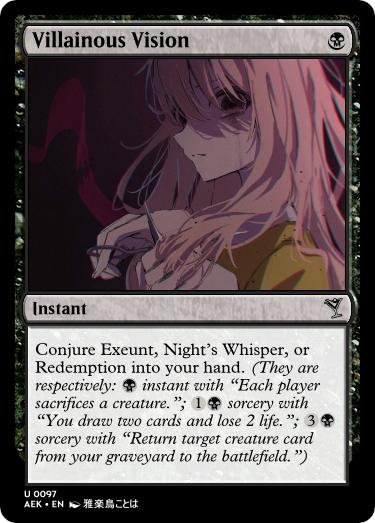 Villainous Vision
Instant
Conjure Exeunt, Night's Whisper, or
Redemption into your hand. (They are
respectively: instant with “Each player
sacrifices a creature.”; 1 sorcery with
“You draw two cards and lose 2 life.”; 3
sorcery with “Return target creature card
from your graveyard to the battlefield.”)
U 0097
AEK • EN 雅楽鳥ことは